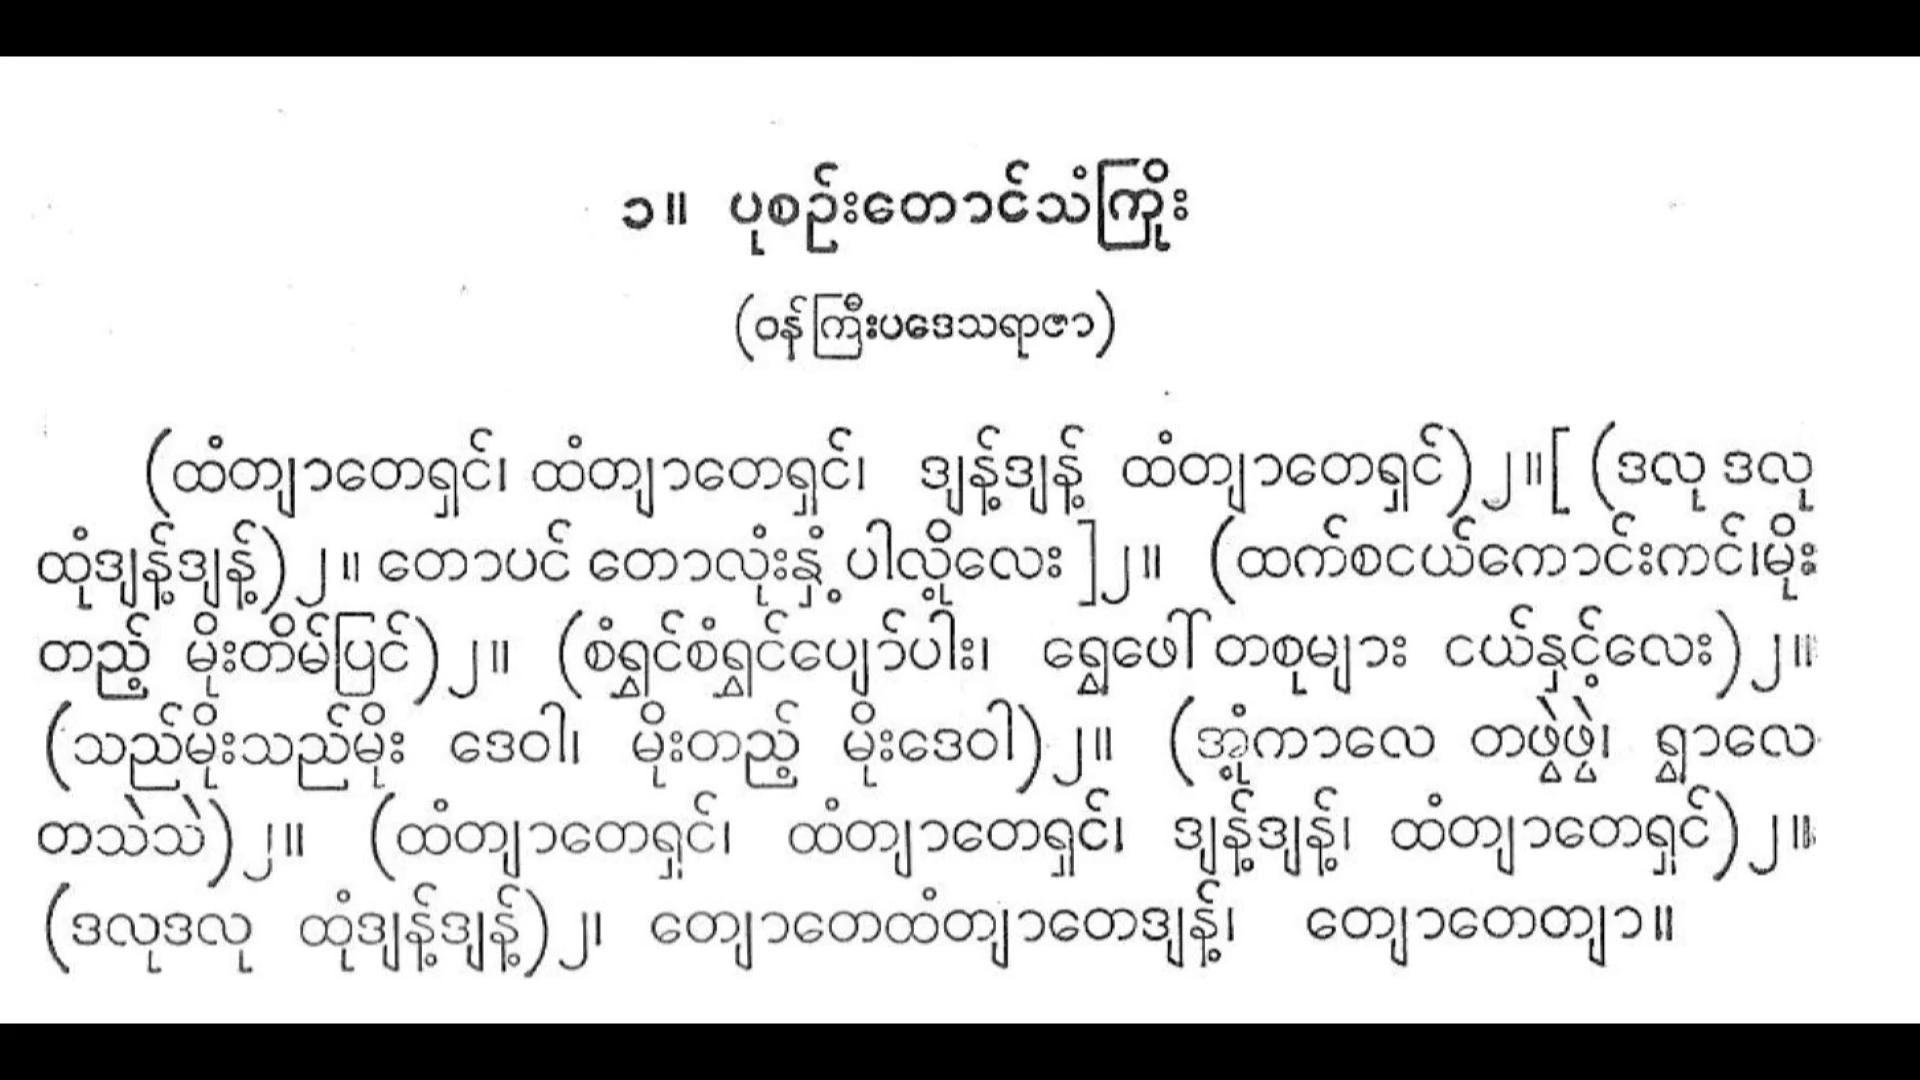 ၁။ ပုစဉ်းတောင်သံကြိုး
(ဝန်ကြီးပဒေသရာဇာ)
(ထံတျာတေရှင်၊ ထံတျာတေရှင်၊ ဒျန့်ဒျန့် ထံတျာတေရှင်)၂။[ (ဒလု ဒလု
ထုံဒျန့်ဒျန့်)၂။ တောပင် တောလုံးနှံ့ ပါလို့လေး ]၂။ (ထက်စငယ်ကောင်းကင်၊မိုး
တည့် မိုးတိမ်ပြင်)၂။ (စံရွှင်စံရွှင်ပျော်ပါး၊ ရွှေဖော် တစုများ ငယ်နှင့်လေး)၂။
(သည်မိုးသည်မိုး ဒေဝါ၊ မိုးတည့် မိုးဒေဝါ)၂။ (အုံ့ကာလေ တဖွဲဖွဲ၊ ရွာလေ
တသဲသဲ)၂။ (ထံတျာတေရှင်၊ ထံတျာတေရှင်၊ ဒျန့်ဒျန့်၊ ထံတျာတေရှင်)၂။
(ဒလုဒလု ထုံဒျန့်ဒျန့်)၂၊ တျောတေထံတျာတေဒျန့်၊ တျောတေတျာ။